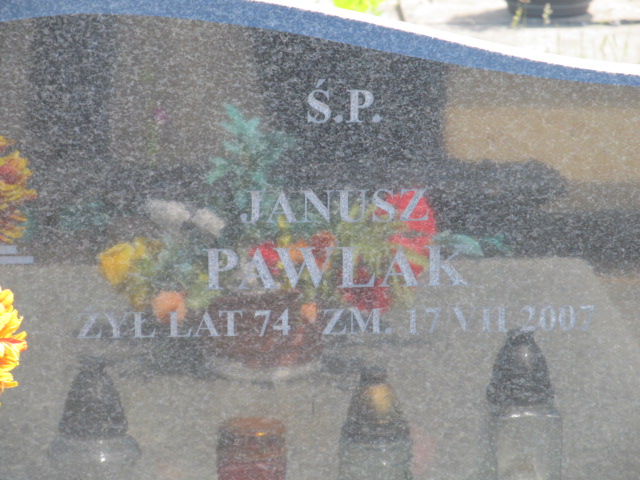 Ś.P.
JANUSZ
PAWLAK
ŻYŁ LAT 74 ZM. 17 VII 2007